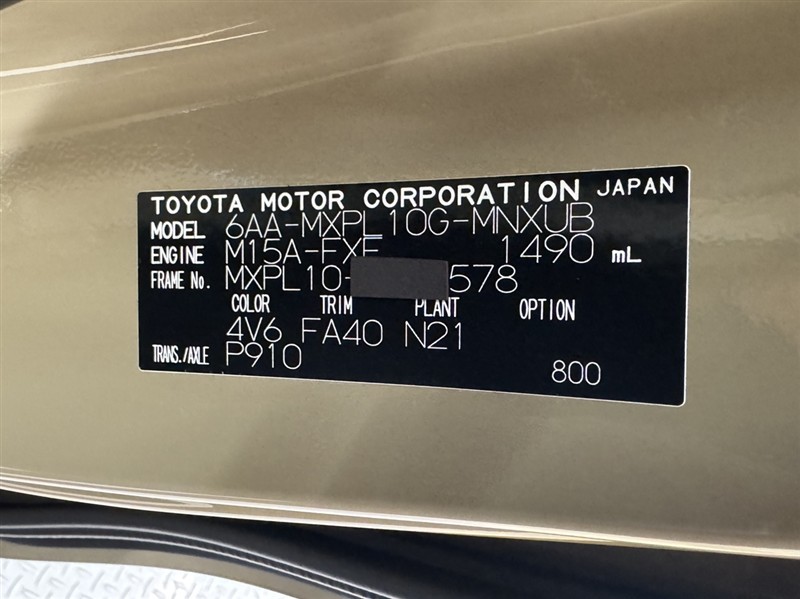 TOYOTA MOTOR CORPORATION JAPAN
MODEL 6AA-MXPL10G-MNXUB
ENGINE M15A-FXE 1490 mL
FRAME No. MXPL10- 578
COLOR TRIM PLANT OPTION
4V6 FA40 N21
TRANS./AXLE P910
800